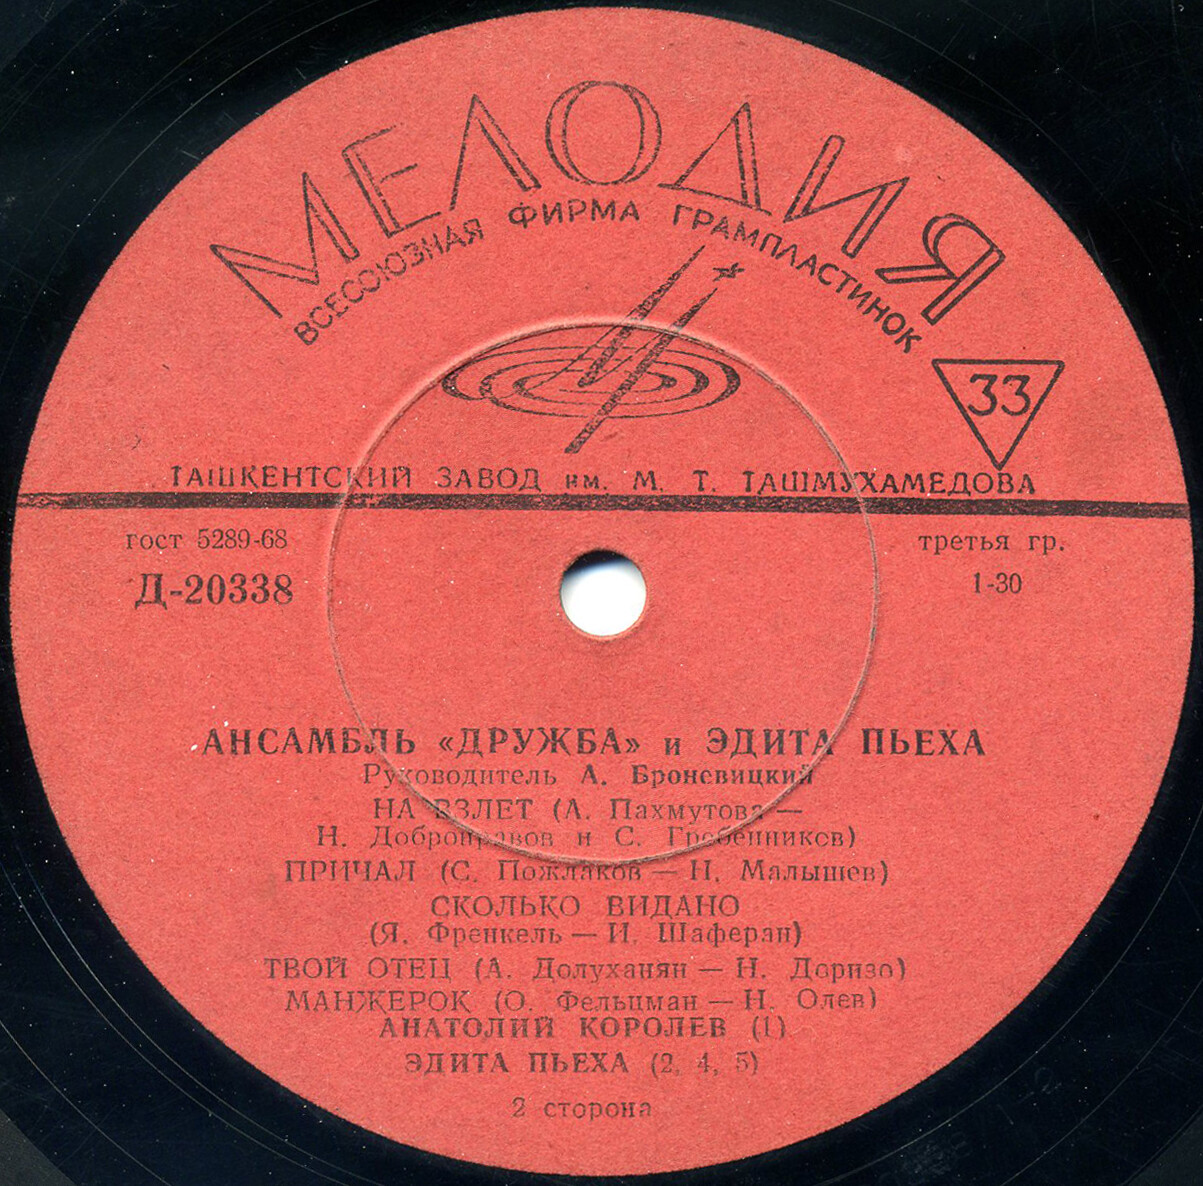 МЕЛОДИЯ
ВСЕСОЮЗНАЯ ФИРМА ГРАМПЛАСТИНОК
33
ТАШКЕНТСКИЙ ЗАВОД им. М. Т. ТАШМУХАМЕДОВА
гост 5289-68
третья гр.
Д-20338
1-30
АНСАМБЛЬ «ДРУЖБА» и ЭДИТА ПЬЕХА
Руководитель А. Броневицкий
НА ВЗЛЕТ (А. Пахмутова —
Н. Добронравов и С. Гребенников)
ПРИЧАЛ (С. Пожлаков — Н. Малышев)
СКОЛЬКО ВИДАНО
(Я. Френкель — И. Шаферан)
ТВОЙ ОТЕЦ (А. Долуханян — Н. Доризо)
МАНЖЕРОК (О. Фельцман — Н. Олев)
АНАТОЛИЙ КОРОЛЕВ (1)
ЭДИТА ПЬЕХА (2, 4, 5)
2 сторона